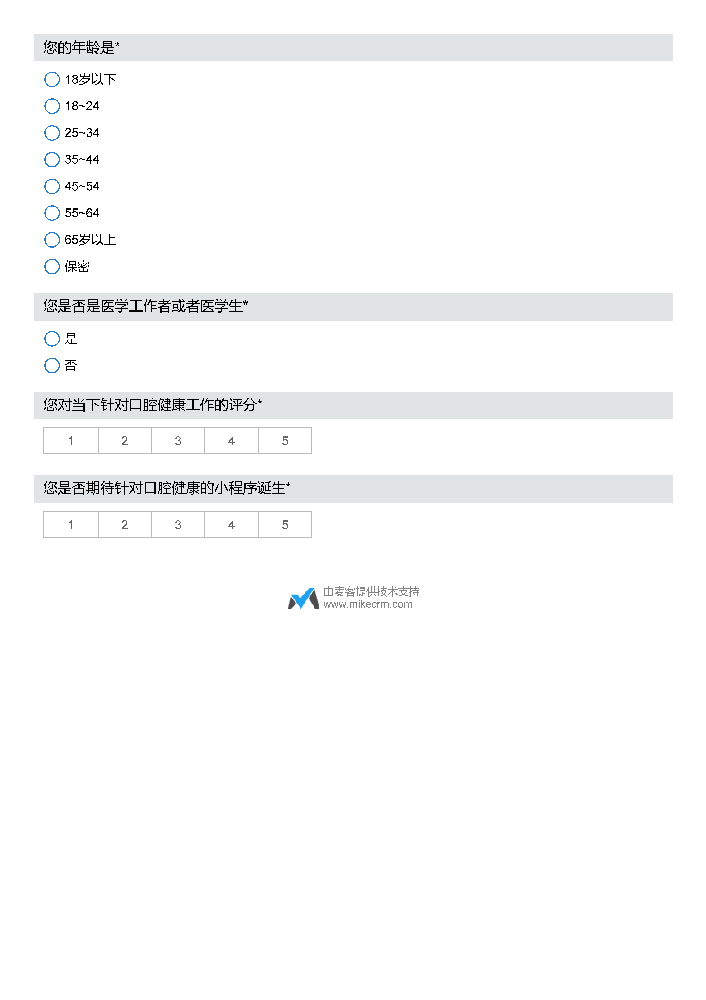 您的年龄是*
18岁以下
18~24
25~34
35~44
45~54
55~64
65岁以上
保密
您是否是医学工作者或者医学生*
是
否
您对当下针对口腔健康工作的评分*
1 2 3 4 5
您是否期待针对口腔健康的小程序诞生*
1 2 3 4 5
由麦客提供技术支持
www.mikecrm.com